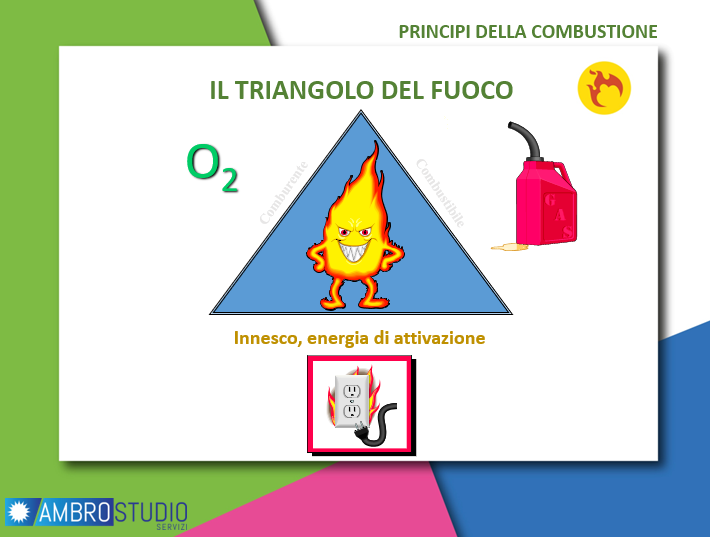 PRINCIPI DELLA COMBUSTIONE
IL TRIANGOLO DEL FUOCO
O₂
Comburente
Combustibile
GAS
Innesco, energia di attivazione
AMBROSTUDIO
SERVIZI